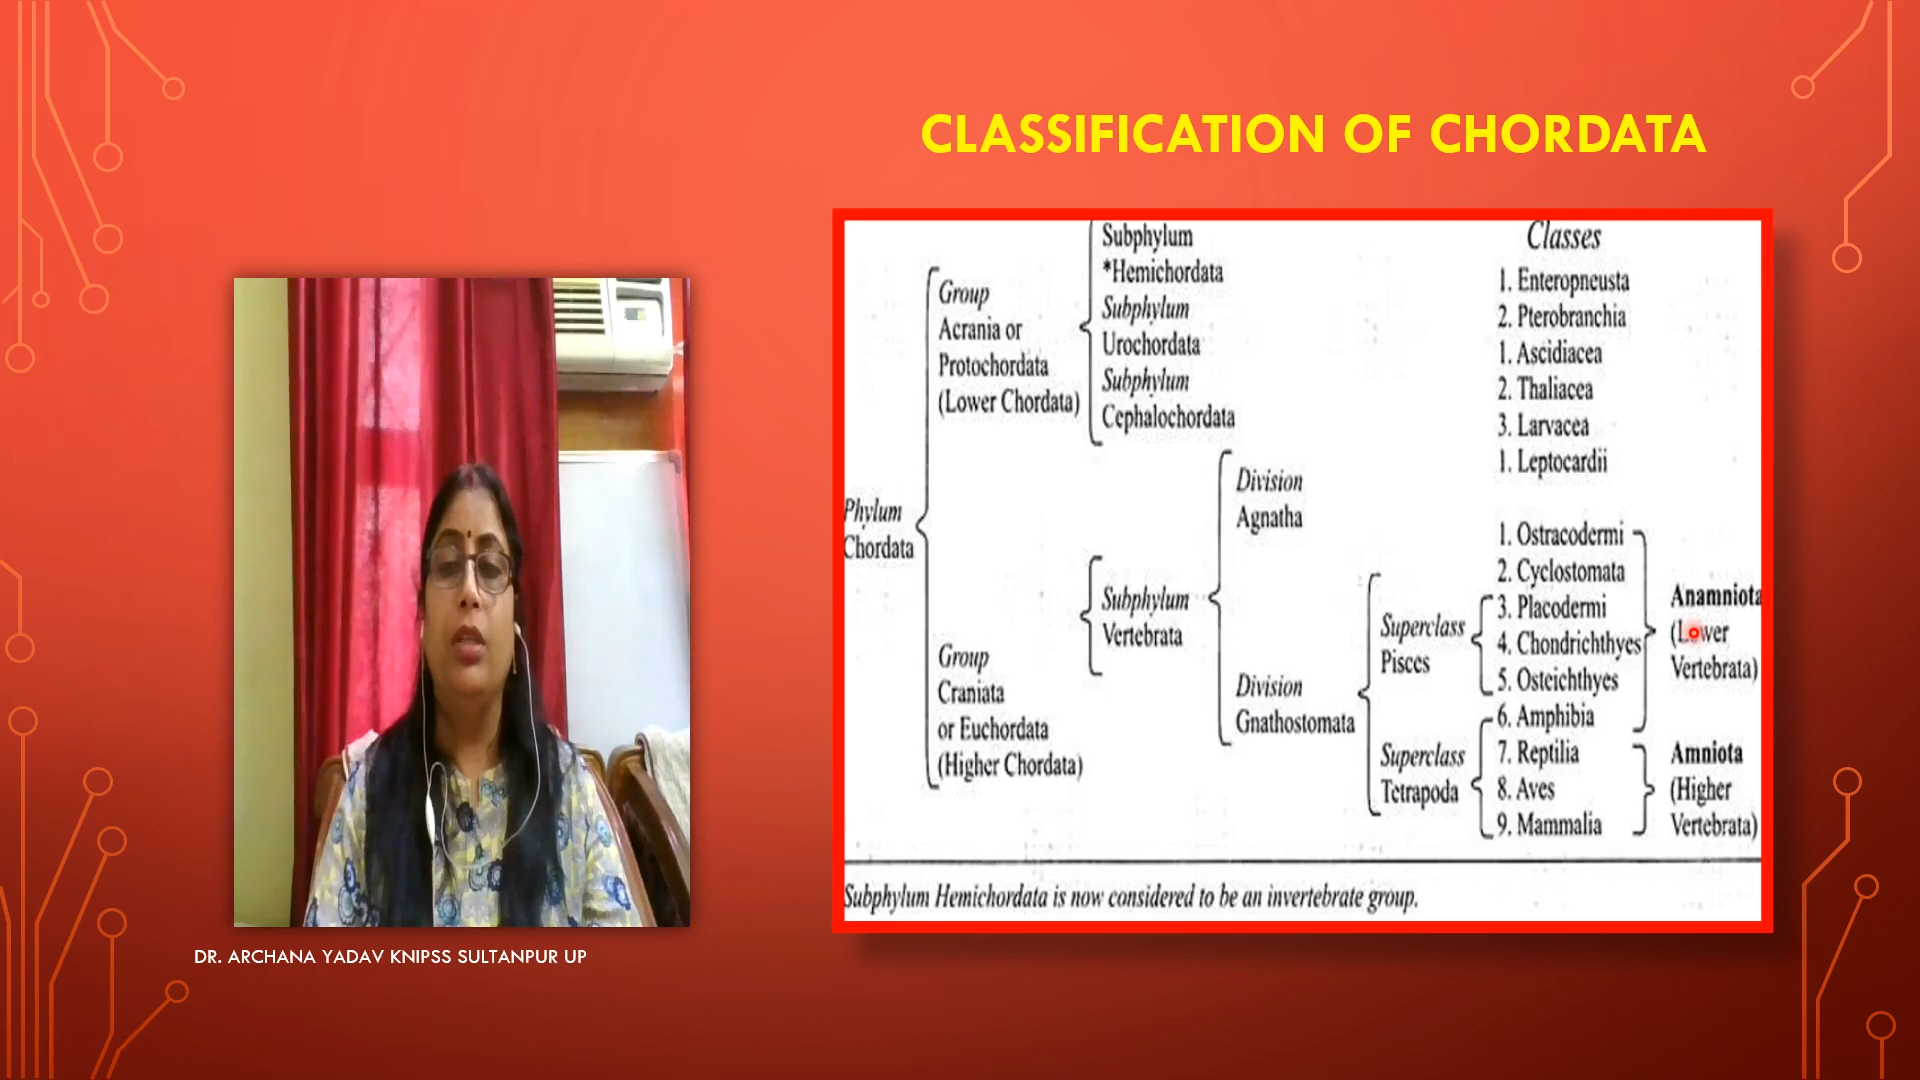 CLASSIFICATION OF CHORDATA
Subphylum
*Hemichordata
Subphylum
Urochordata
Subphylum
Cephalochordata
Classes
1. Enteropneusta
2. Pterobranchia
1. Ascidiacea
2. Thaliacea
3. Larvacea
1. Leptocardii
Group
Acrania or
Protochordata
(Lower Chordata)
Phylum
Chordata
Group
Craniata
or Euchordata
(Higher Chordata)
Subphylum
Vertebrata
Division
Agnatha
Division
Gnathostomata
Superclass
Pisces
Superclass
Tetrapoda
1. Ostracodermi
2. Cyclostomata
3. Placodermi
4. Chondrichthyes
5. Osteichthyes
6. Amphibia
7. Reptilia
8. Aves
9. Mammalia
Anamniota
(Lower
Vertebrata)
Amniota
(Higher
Vertebrata)
Subphylum Hemichordata is now considered to be an invertebrate group.
DR. ARCHANA YADAV KNIPSS SULTANPUR UP